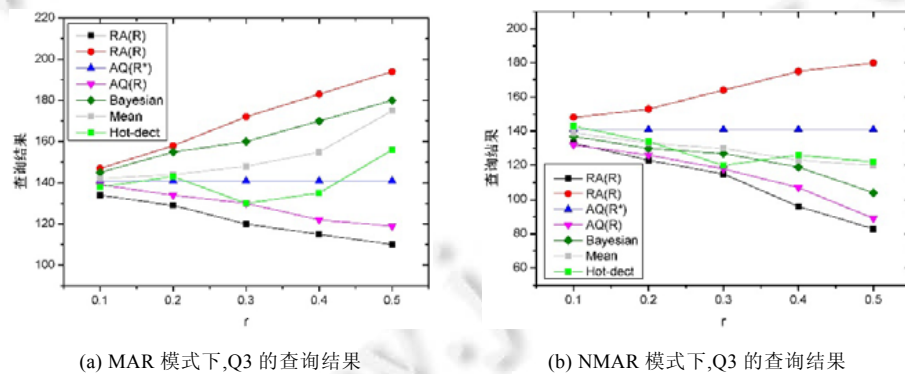 220
200
180
160
140
120
100
查询结果
RA(R)
RA(R)
AQ(R*)
AQ(R)
Bayesian
Mean
Hot-dect
0.1 0.2 0.3 0.4 0.5
r
(a) MAR 模式下,Q3 的查询结果
200
180
160
140
120
100
80
60
查询结果
RA(R)
RA(R)
AQ(R*)
AQ(R)
Bayesian
Mean
Hot-dect
0.1 0.2 0.3 0.4 0.5
r
(b) NMAR 模式下,Q3 的查询结果